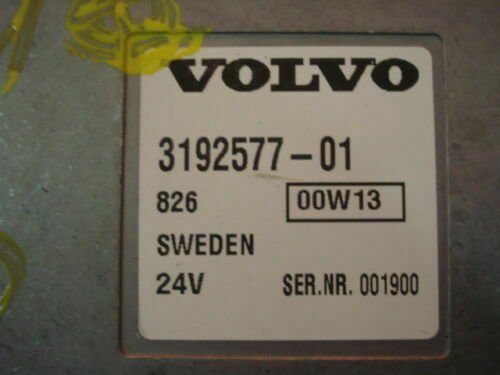 VOLVO
3192577-01
826 00W13
SWEDEN
24V SER.NR. 001900